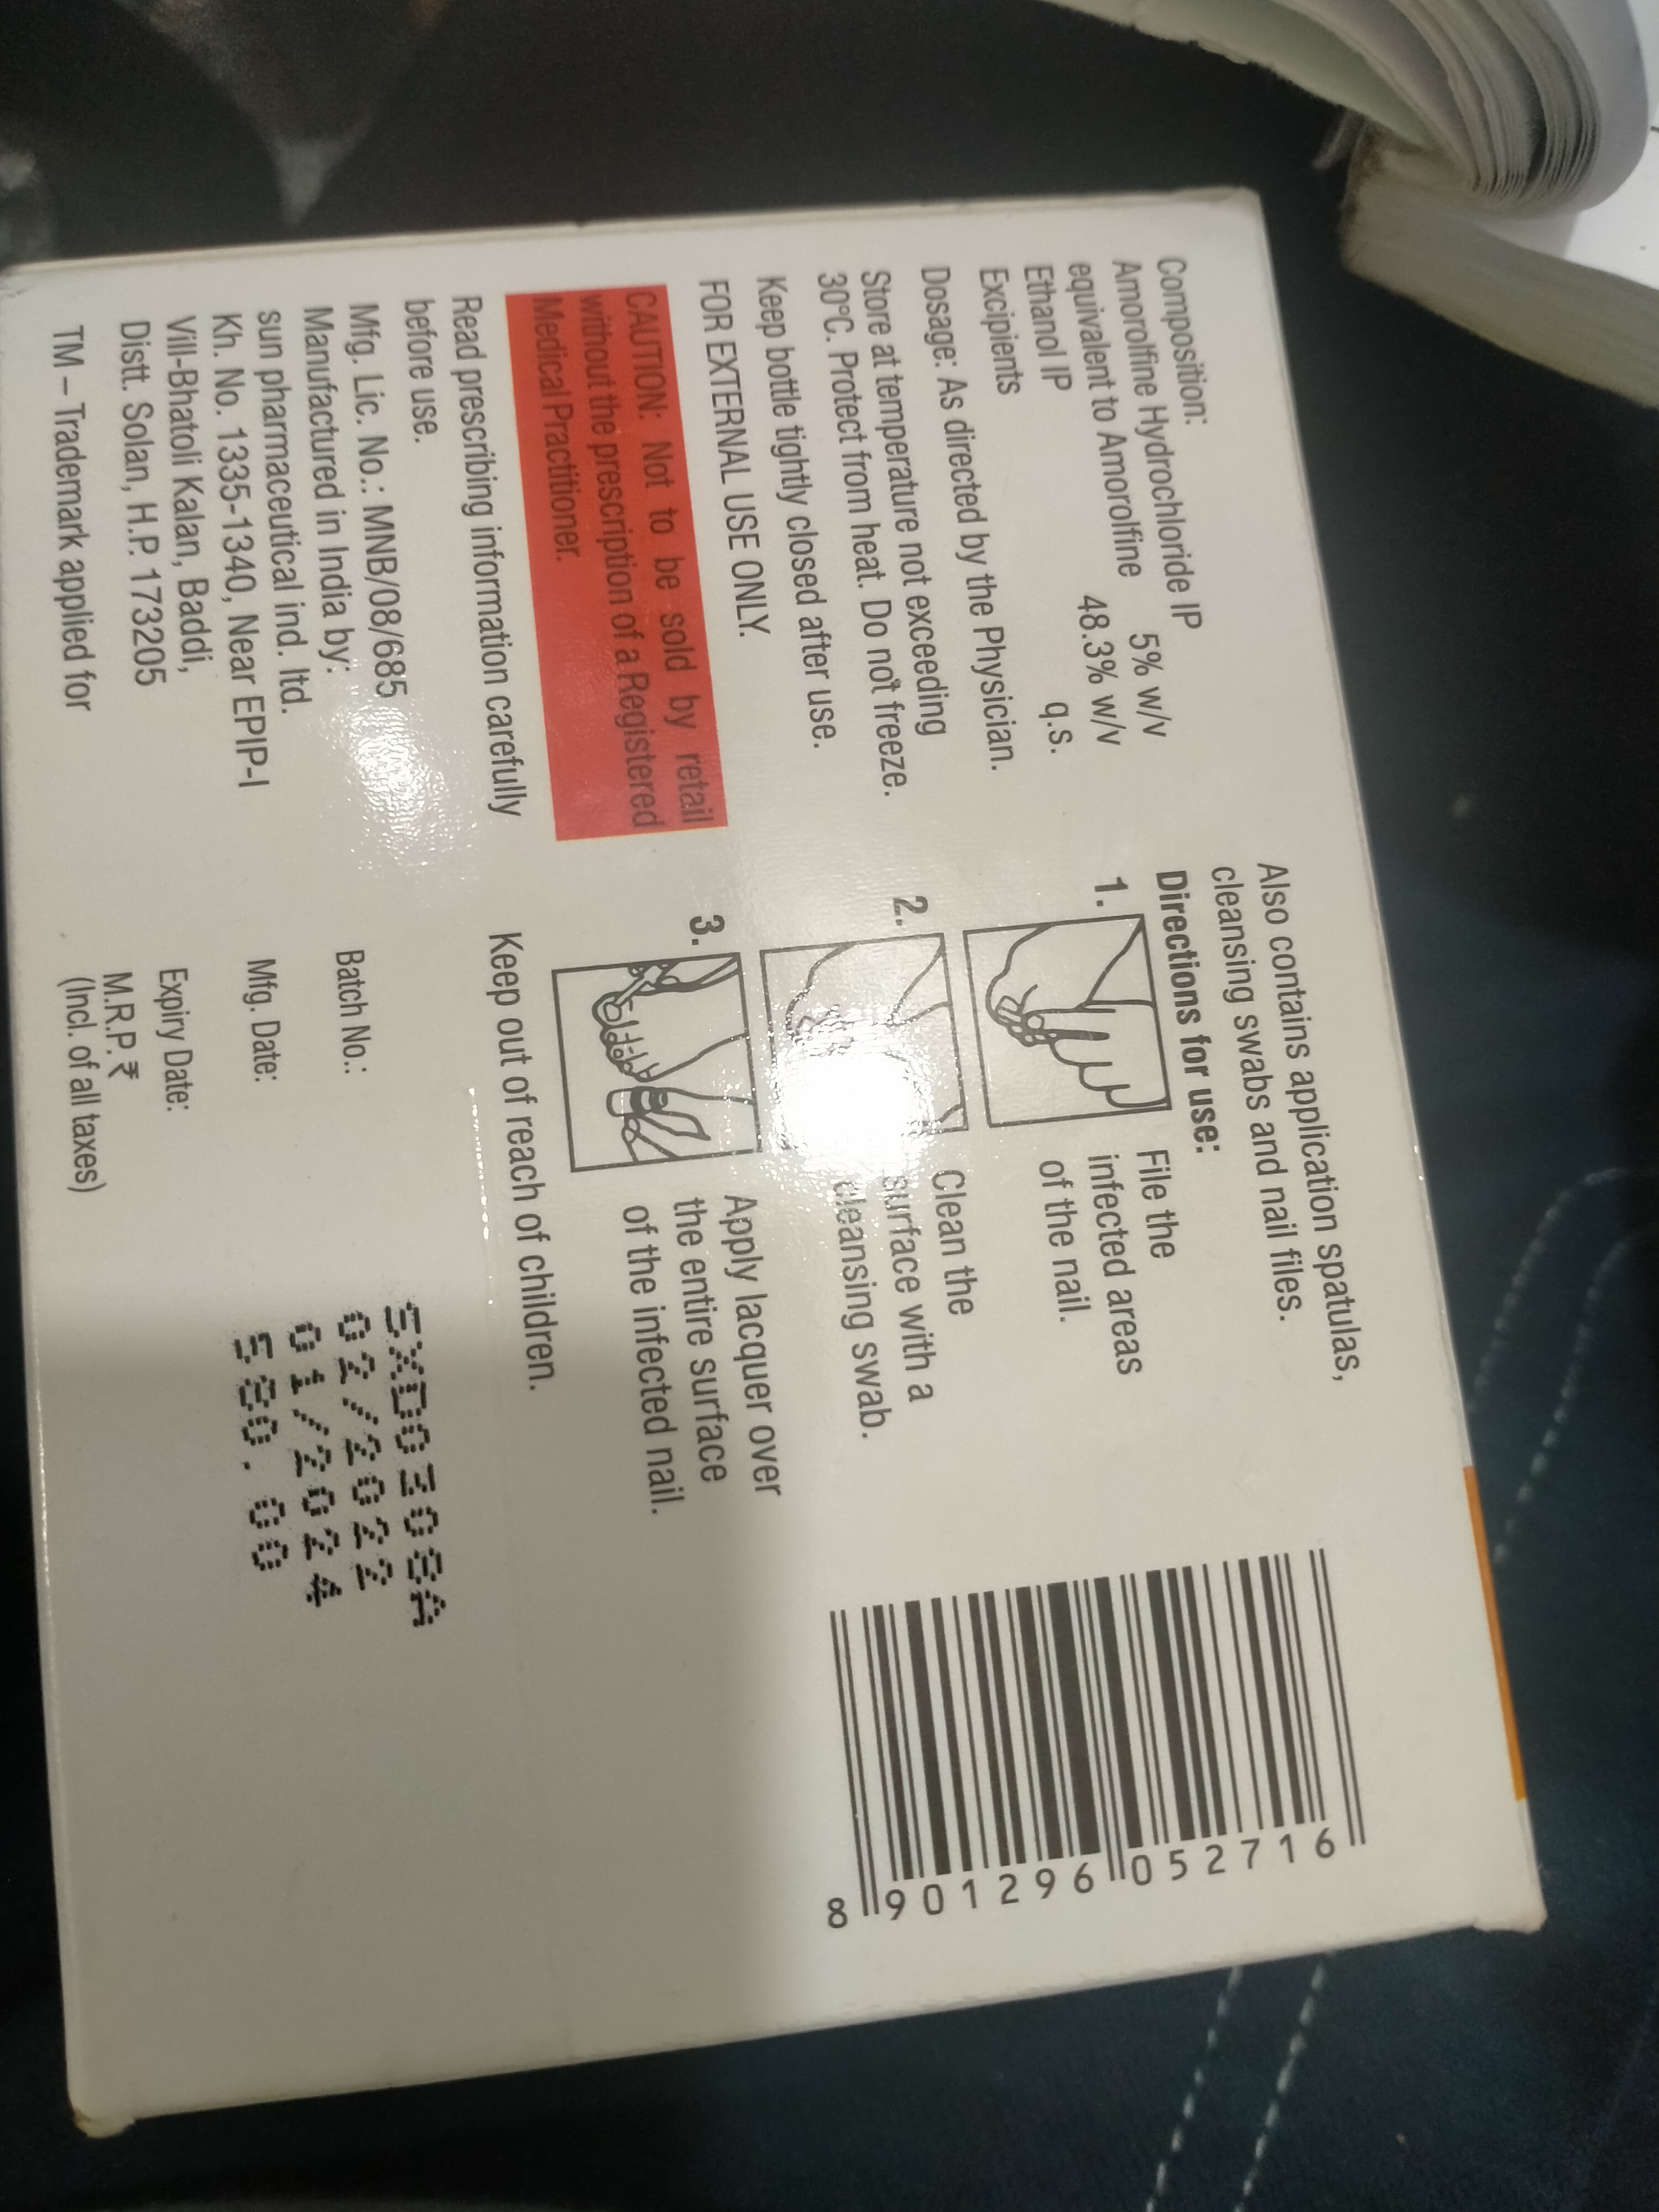 Composition:
Amorolfine Hydrochloride IP
equivalent to Amorolfine 5% w/v
Ethanol IP 48.3% w/v
Excipients q.s.
Dosage: As directed by the Physician.
Store at temperature not exceeding
30°C. Protect from heat. Do not freeze.
Keep bottle tightly closed after use.
FOR EXTERNAL USE ONLY.
CAUTION: Not to be sold by retail
without the prescription of a Registered
Medical Practitioner.
Read prescribing information carefully
before use.
Mfg. Lic. No.: MNB/08/685
Manufactured in India by:
sun pharmaceutical ind. ltd.
Kh. No. 1335-1340, Near EPIP-I
Vill-Bhatoli Kalan, Baddi,
Distt. Solan, H.P. 173205
TM – Trademark applied for
Also contains application spatulas,
cleansing swabs and nail files.
Directions for use:
1. File the
infected areas
of the nail.
2. Clean the
surface with a
cleansing swab.
3. Apply lacquer over
the entire surface
of the infected nail.
Keep out of reach of children.
Batch No.:
Mfg. Date:
Expiry Date:
M.R.P.₹
(Incl. of all taxes)
SXD0308A
02/2022
01/2024
580.00
8 901296 052716